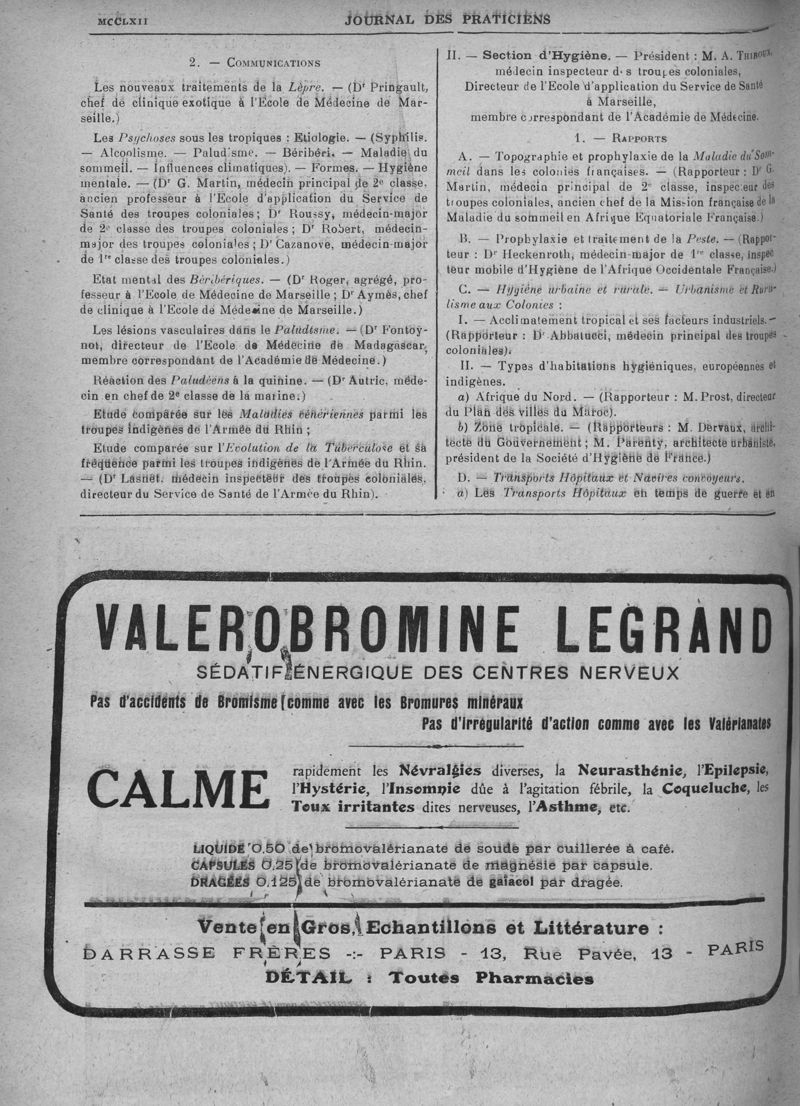 MCCLXII
JOURNAL DES PRATICIENS
2. — COMMUNICATIONS
Les nouveaux traitements de la Lèpre. — (Dr Pringault,
chef de clinique exotique à l'Ecole de Médecine de Mar-
seille.)
Les Psychoses sous les tropiques : Etiologie. — (Syphilis.
— Alcoolisme. — Paludisme. — Béribéri. — Maladie du
sommeil. — Influences climatiques). — Formes. — Hygiène
mentale. — (Dr G. Martin, médecin principal de 2e classe,
ancien professeur à l'Ecole d'application du Service de
Santé des troupes coloniales ; Dr Roussy, médecin-major
de 2e classe des troupes coloniales ; Dr Robert, médecin-
major des troupes coloniales ; Dr Cazanove, médecin-major
de 1re classe des troupes coloniales.)
Etat mental des Béribériques. — (Dr Roger, agrégé, pro-
fesseur à l'Ecole de Médecine de Marseille ; Dr Aymès, chef
de clinique à l'Ecole de Médecine de Marseille.)
Les lésions vasculaires dans le Paludisme. — (Dr Fontoy-
not, directeur de l'Ecole de Médecine de Madagascar,
membre correspondant de l'Académie de Médecine.)
Réaction des Paludéens à la quinine. — (Dr Autric, méde-
cin en chef de 2e classe de la marine.)
Etude comparée sur les Maladies vénériennes parmi les
troupes indigènes de l'Armée du Rhin ;
Etude comparée sur l'Evolution de la Tuberculose et sa
fréquence parmi les troupes indigènes de l'Armée du Rhin.
— (Dr Lasnet, médecin inspecteur des troupes coloniales,
directeur du Service de Santé de l'Armée du Rhin).
II. — Section d'Hygiène. — Président : M. A. THIROUX,
médecin inspecteur d s troupes coloniales,
Directeur de l'Ecole d'application du Service de Santé
à Marseille,
membre correspondant de l'Académie de Médecine.
1. — RAPPORTS
A. — Topographie et prophylaxie de la Maladie du Som-
meil dans les colonies françaises. — (Rapporteur : Dr G.
Martin, médecin principal de 2e classe, inspecteur des
troupes coloniales, ancien chef de la Mission française de la
Maladie du sommeil en Afrique Equatoriale Française.)
B. — Prophylaxie et traitement de la Peste. — (Rappor-
teur : Dr Heckenroth, médecin-major de 1re classe, inspec
teur mobile d'Hygiène de l'Afrique Occidentale Française.)
C. — Hygiène urbaine et rurale. — Urbanisme et Rura-
lisme aux Colonies :
I. — Acclimatement tropical et ses facteurs industriels. —
(Rapporteur : Dr Abbatucci, médecin principal des troupes
coloniales).
II. — Types d'habitations hygiéniques, européennes et
indigènes.
a) Afrique du Nord. — (Rapporteur : M. Prost, directeur
du Plan des villes du Maroc).
b) Zone tropicale. — (Rapporteurs : M. Dervaux, archi-
tecte du Gouvernement ; M. Parenty, architecte urbaniste,
président de la Société d'Hygiène de France.)
D. — Transports Hôpitaux et Navires convoyeurs.
a) Les Transports Hôpitaux en temps de guerre et en
VALEROBROMINE LEGRAND
SÉDATIF ÉNERGIQUE DES CENTRES NERVEUX
Pas d'accidents de Bromisme comme avec les Bromures minéraux
Pas d'irrégularité d'action comme avec les Valérianates
CALME rapidement les Névralgies diverses, la Neurasthénie, l'Epilepsie,
l'Hystérie, l'Insomnie dûe à l'agitation fébrile, la Coqueluche, les
Toux irritantes dites nerveuses, l'Asthme, etc.
LIQUIDE 0,50 de bromovalérianate de soude par cuillerée à café.
CAPSULES 0,25 de bromovalérianate de magnésie par capsule.
DRAGÉES 0,125 de bromovalérianate de gaïacol par dragée.
Vente en Gros, Echantillons et Littérature :
DARRASSE FRÈRES -:- PARIS - 13, Rue Pavée, 13 - PARIS
DÉTAIL : Toutes Pharmacies